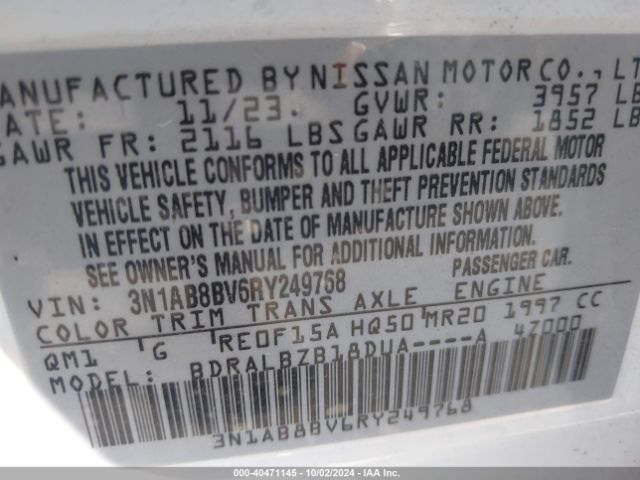 MANUFACTURED BY NISSAN MOTOR CO., LT
DATE: 11/23. GVWR: 3957 LB
GAWR FR: 2116 LBS GAWR RR: 1852 LB
THIS VEHICLE CONFORMS TO ALL APPLICABLE FEDERAL MOTOR
VEHICLE SAFETY, BUMPER AND THEFT PREVENTION STANDARDS
IN EFFECT ON THE DATE OF MANUFACTURE SHOWN ABOVE.
SEE OWNER'S MANUAL FOR ADDITIONAL INFORMATION.
VIN: 3N1AB8BV6RY249768 PASSENGER CAR.
COLOR TRIM TRANS AXLE ENGINE
QM1 G RE0F15A HQ50 MR20 1997 CC
MODEL: BDRALBZB18DUA----A 47000
3N1AB8BV6RY249768
000-40471145 10/02/2024